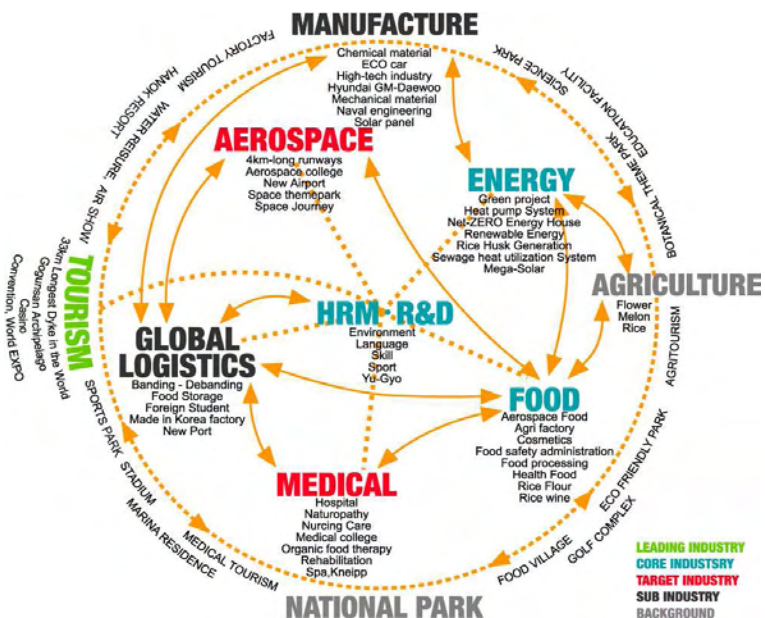 MANUFACTURE
Chemical material
ECO car
High-tech industry
Hyundai GM-Daewoo
Mechanical material
Naval engineering
Solar panel
FACTORY TOURISM
HANOK RESORT
WATER REISURE, AIR SHOW
SCIENCE PARK
EDUCATION FACILITY
BOTANICAL THEME PARK
AEROSPACE
4km-long runways
Aerospace college
New Airport
Space themepark
Space Journey
ENERGY
Green project
Heat pump System
Net-ZERO Energy House
Renewable Energy
Rice Husk Generation
Sewage heat utilization System
Mega-Solar
TOURISM
33km Longest Dyke in the World
Gogunsan Archipelago
Casino
Convention, World EXPO
AGRICULTURE
Flower
Melon
Rice
AGRITOURISM
HRM·R&D
Environment
Language
Skill
Sport
Yu-Gyo
GLOBAL
LOGISTICS
Banding - Debanding
Food Storage
Foreign Student
Made in Korea factory
New Port
FOOD
Aerospace Food
Agri factory
Cosmetics
Food safety administration
Food processing
Health Food
Rice Flour
Rice wine
MEDICAL
Hospital
Naturopathy
Nurcing Care
Medical college
Organic food therapy
Rehabilitation
Spa,Kneipp
SPORTS PARK
STADIUM
MARINA RESIDENCE
MEDICAL TOURISM
ECO FRIENDLY PARK
GOLF COMPLEX
FOOD VILLAGE
NATIONAL PARK
LEADING INDUSTRY
CORE INDUSTSRY
TARGET INDUSTRY
SUB INDUSTRY
BACKGROUND